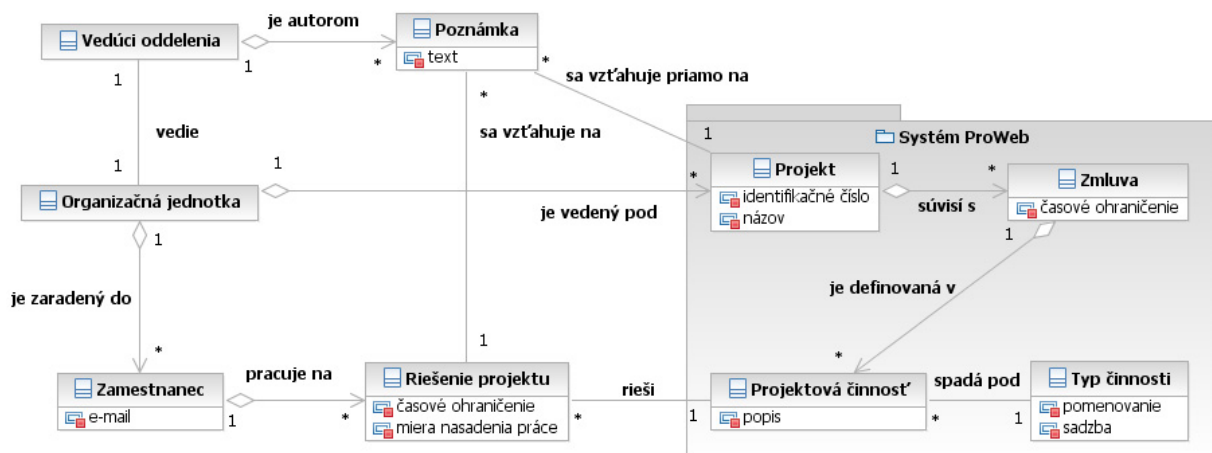 je autorom
Vedúci oddelenia
Poznámka
text
1
*
*
1
sa vzťahuje priamo na
*
vedie
sa vzťahuje na
1
Systém ProWeb
1
1
Organizačná jednotka
*
Projekt
identifikačné číslo
názov
1
*
Zmluva
časové ohraničenie
je vedený pod
súvisí s
1
1
je zaradený do
je definovaná v
*
1
*
Zamestnanec
e-mail
pracuje na
Riešenie projektu
časové ohraničenie
miera nasadenia práce
rieši
Projektová činnosť
popis
spadá pod
Typ činnosti
pomenovanie
sadzba
1
*
*
1
*
1